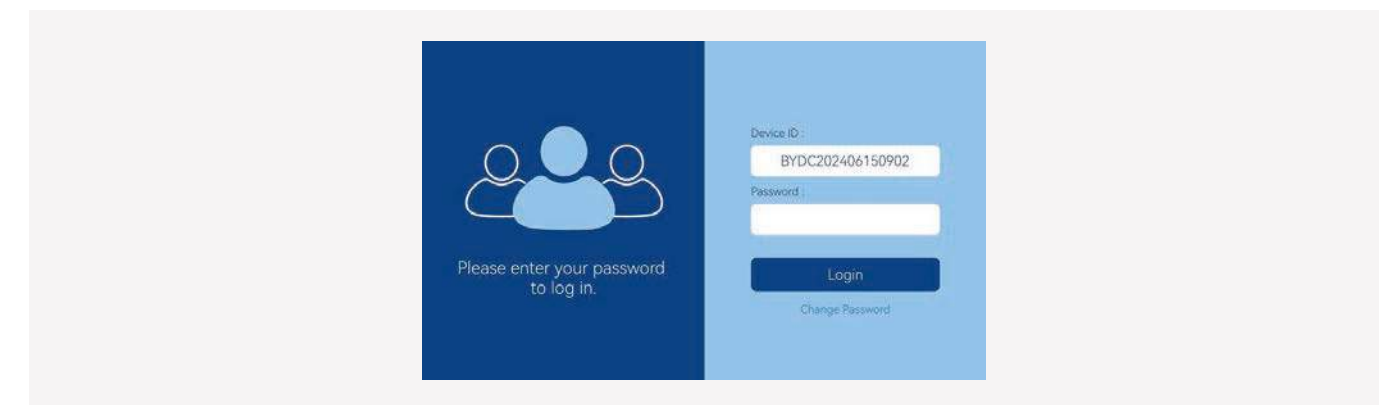 Please enter your password
to log in.
Device ID :
BYDC202406150902
Password :
Login
Change Password